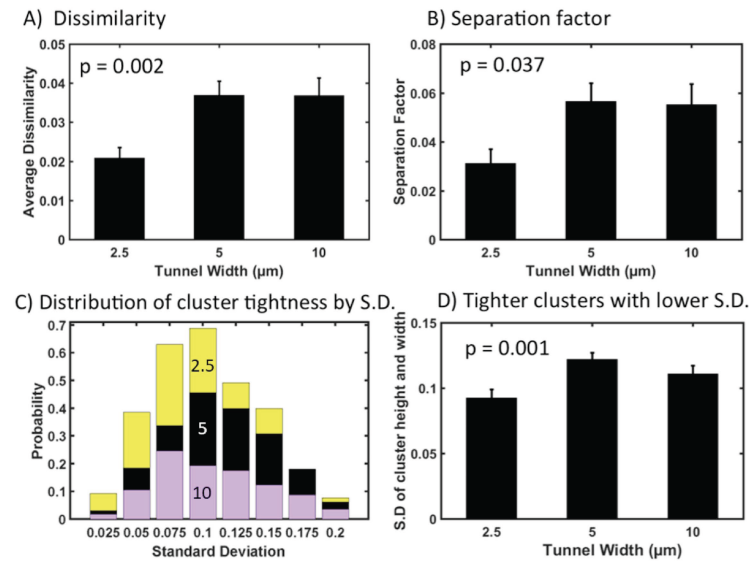 A) Dissimilarity
p = 0.002
Average Dissimilarity
0.05
0.04
0.03
0.02
0.01
0
2.5 5 10
Tunnel Width (µm)
B) Separation factor
p = 0.037
Separation Factor
0.08
0.06
0.04
0.02
0
2.5 5 10
Tunnel Width (µm)
C) Distribution of cluster tightness by S.D.
Probability
0.7
0.6
0.5
0.4
0.3
0.2
0.1
0
2.5
5
10
0.025 0.05 0.075 0.1 0.125 0.15 0.175 0.2
Standard Deviation
D) Tighter clusters with lower S.D.
p = 0.001
S.D of cluster height and width
0.15
0.1
0.05
0
2.5 5 10
Tunnel Width (µm)